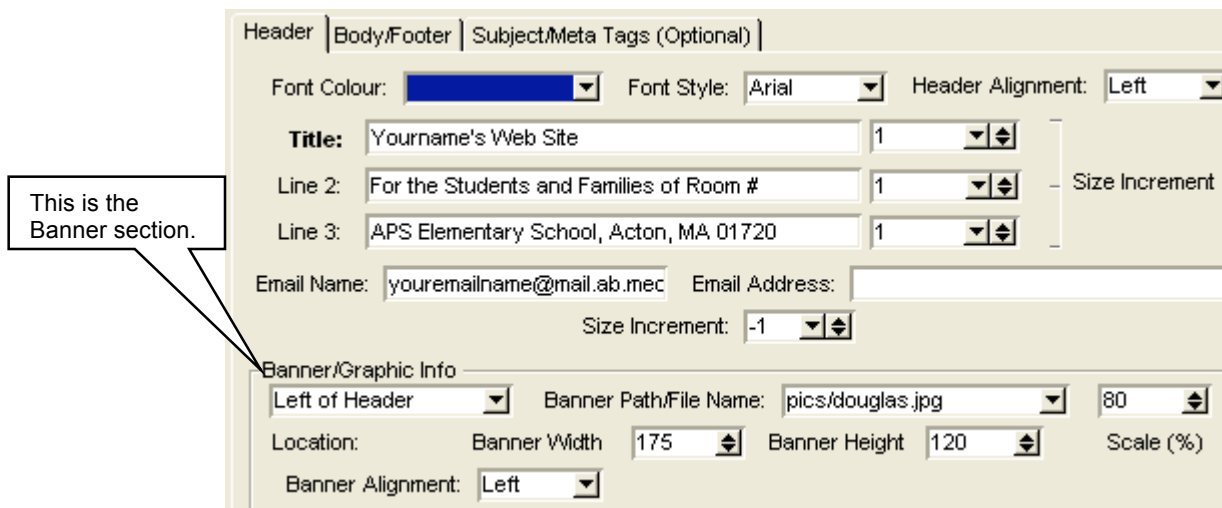 Header Body/Footer Subject/Meta Tags (Optional)
Font Colour: Font Style: Arial Header Alignment: Left
Title: Yourname's Web Site 1
Line 2: For the Students and Families of Room # 1 Size Increment
Line 3: APS Elementary School, Acton, MA 01720 1
This is the
Banner section.
Email Name: youremailname@mail.ab.mec Email Address:
Size Increment: -1
Banner/Graphic Info
Left of Header Banner Path/File Name: pics/douglas.jpg 80
Location: Banner Width 175 Banner Height 120 Scale (%)
Banner Alignment: Left